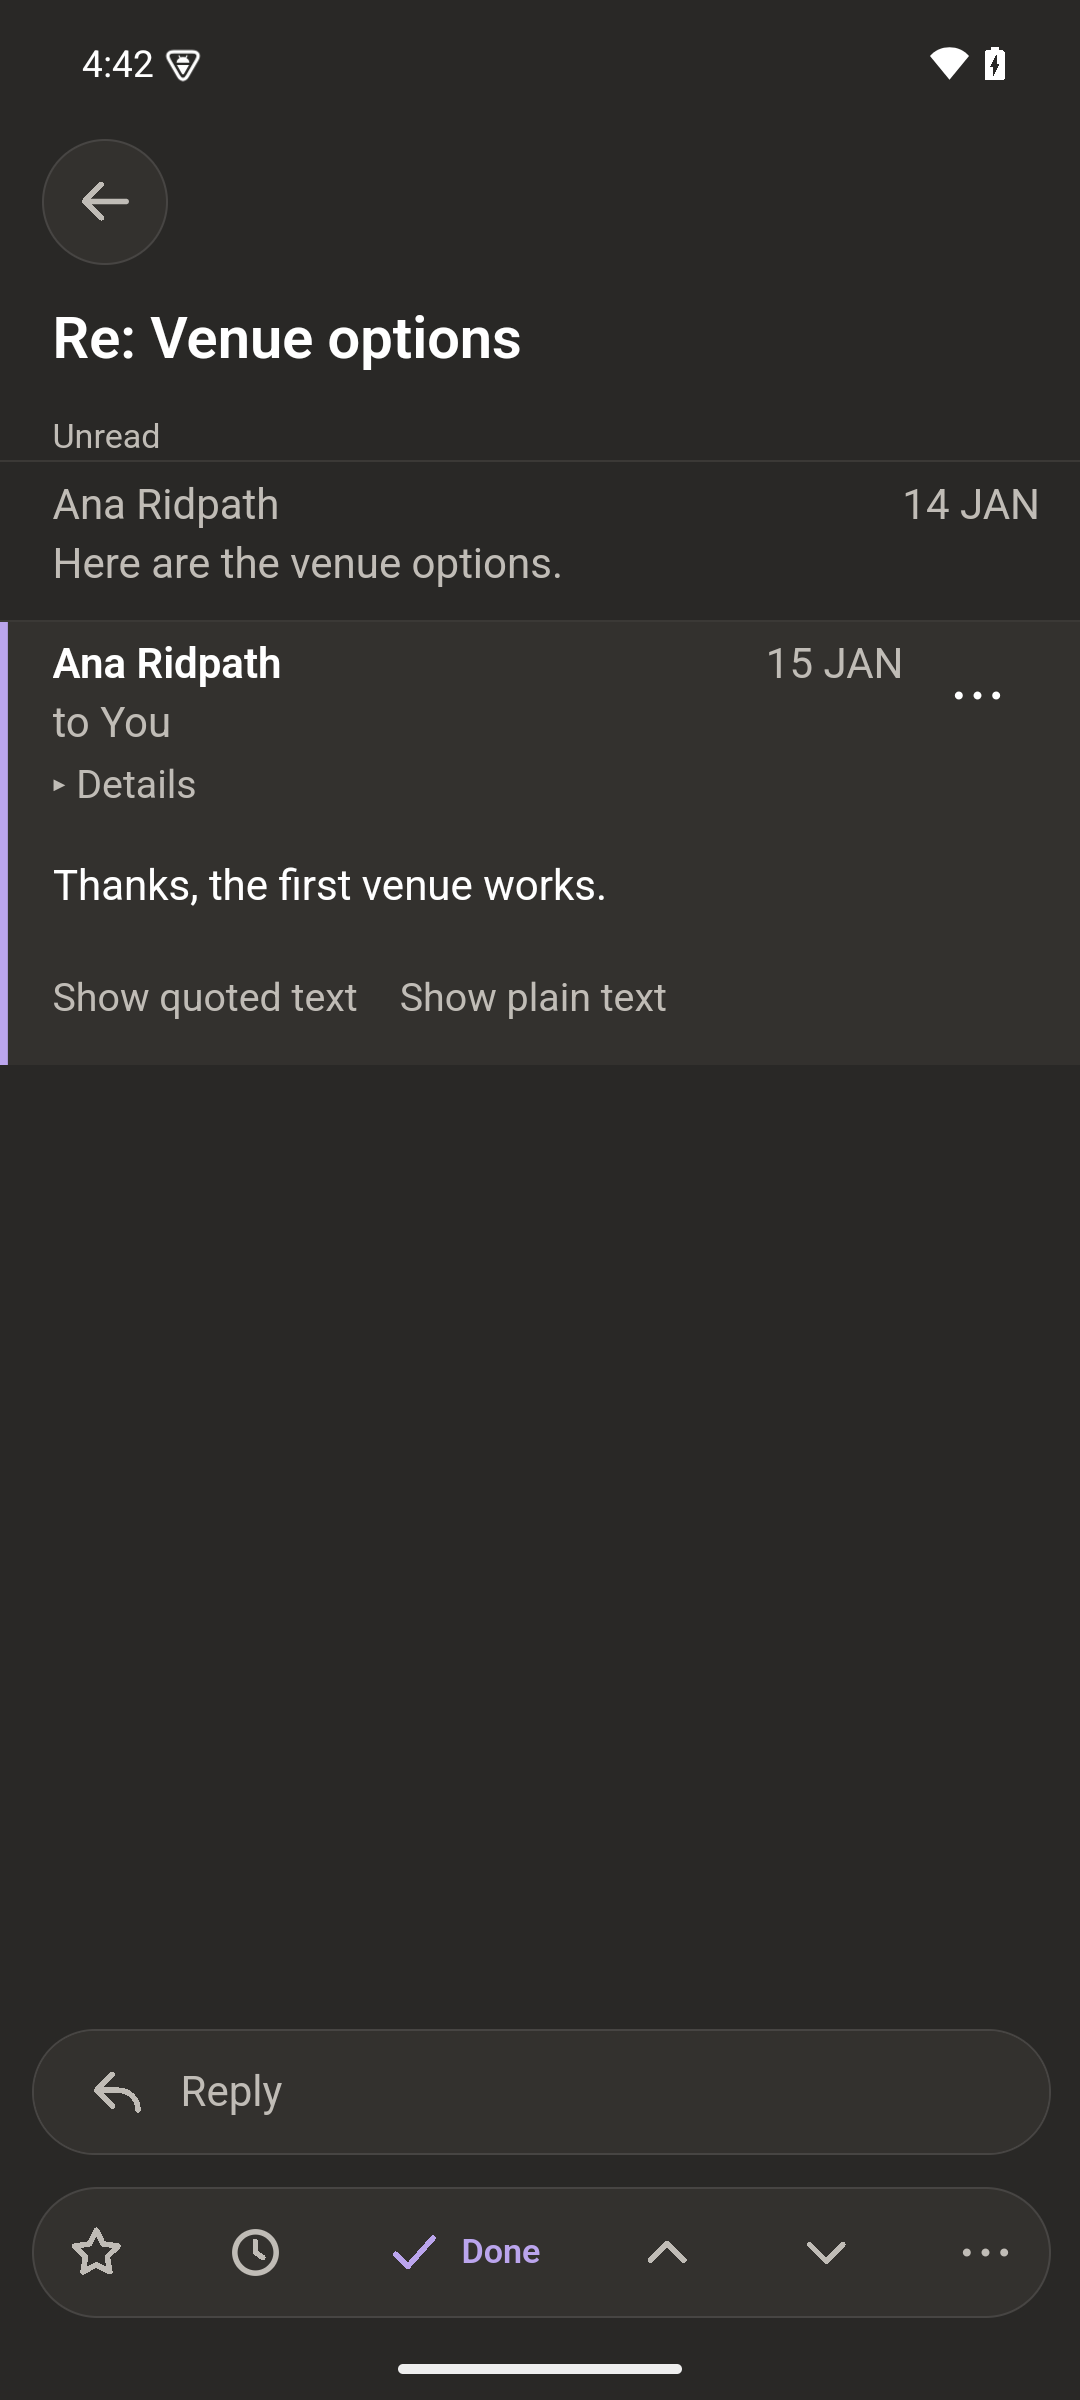 4:42
Re: Venue options
Unread
Ana Ridpath 14 JAN
Here are the venue options.
Ana Ridpath 15 JAN
to You
Details
Thanks, the first venue works.
Show quoted text Show plain text
Reply
Done